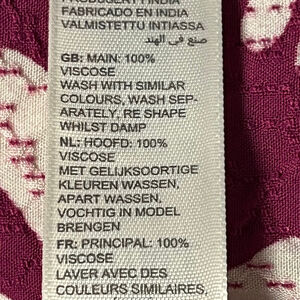 FABRICADO EN INDIA
VALMISTETTU INTIASSA
صنع في الهند
GB: MAIN: 100%
VISCOSE
WASH WITH SIMILAR
COLOURS, WASH SEP-
ARATELY, RE SHAPE
WHILST DAMP
NL: HOOFD: 100%
VISCOSE
MET GELIJKSOORTIGE
KLEUREN WASSEN,
APART WASSEN,
VOCHTIG IN MODEL
BRENGEN
FR: PRINCIPAL: 100%
VISCOSE
LAVER AVEC DES
COULEURS SIMILAIRES,